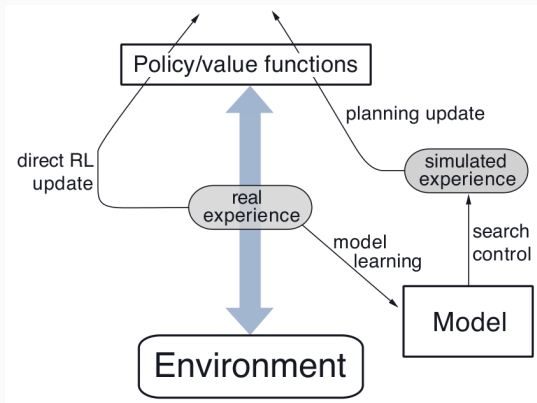 Policy/value functions
planning update
direct RL
update
simulated
experience
real
experience
model
learning
search
control
Model
Environment